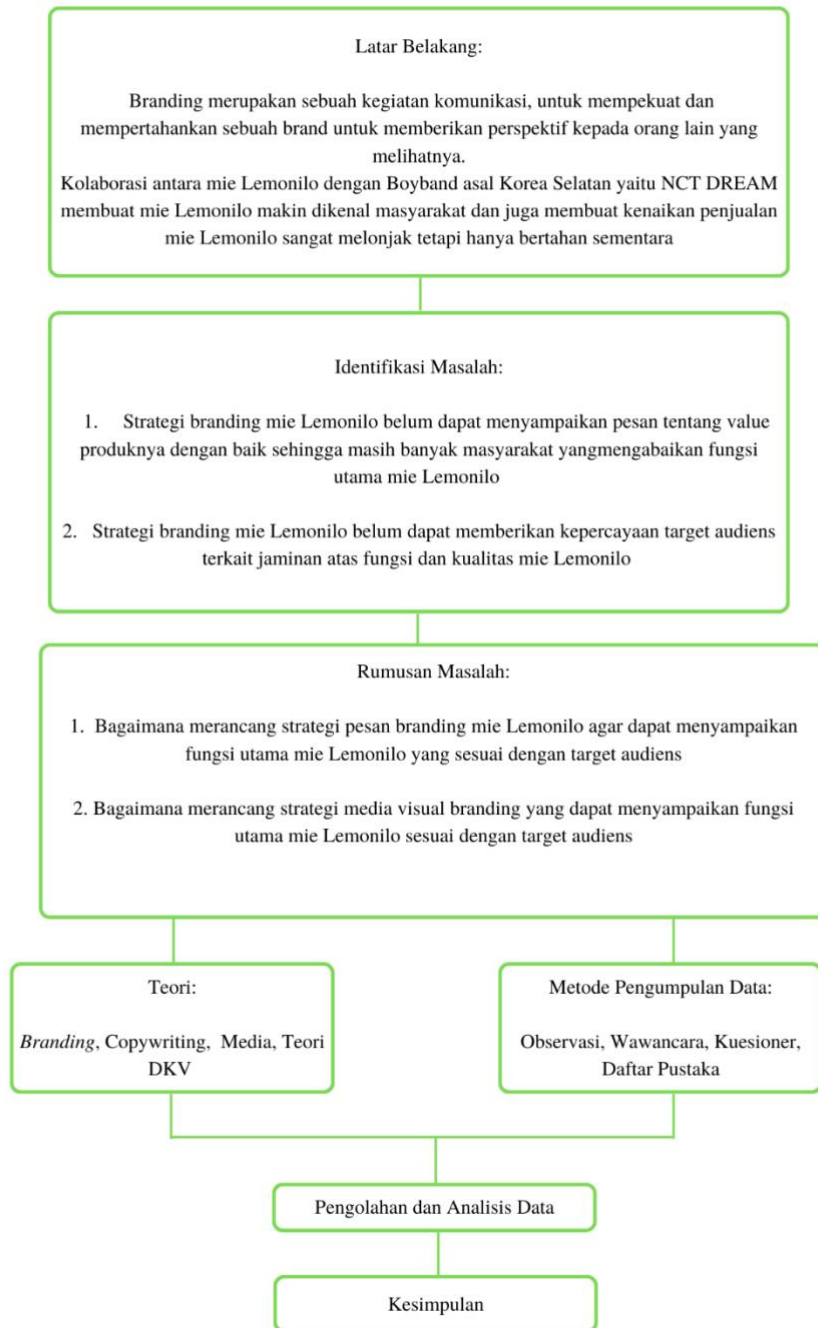 Latar Belakang:
Branding merupakan sebuah kegiatan komunikasi, untuk mempekuat dan
mempertahankan sebuah brand untuk memberikan perspektif kepada orang lain yang
melihatnya.
Kolaborasi antara mie Lemonilo dengan Boyband asal Korea Selatan yaitu NCT DREAM
membuat mie Lemonilo makin dikenal masyarakat dan juga membuat kenaikan penjualan
mie Lemonilo sangat melonjak tetapi hanya bertahan sementara
Identifikasi Masalah:
1. Strategi branding mie Lemonilo belum dapat menyampaikan pesan tentang value
produknya dengan baik sehingga masih banyak masyarakat yangmengabaikan fungsi
utama mie Lemonilo
2. Strategi branding mie Lemonilo belum dapat memberikan kepercayaan target audiens
terkait jaminan atas fungsi dan kualitas mie Lemonilo
Rumusan Masalah:
1. Bagaimana merancang strategi pesan branding mie Lemonilo agar dapat menyampaikan
fungsi utama mie Lemonilo yang sesuai dengan target audiens
2. Bagaimana merancang strategi media visual branding yang dapat menyampaikan fungsi
utama mie Lemonilo sesuai dengan target audiens
Teori:
Branding, Copywriting, Media, Teori
DKV
Metode Pengumpulan Data:
Observasi, Wawancara, Kuesioner,
Daftar Pustaka
Pengolahan dan Analisis Data
Kesimpulan